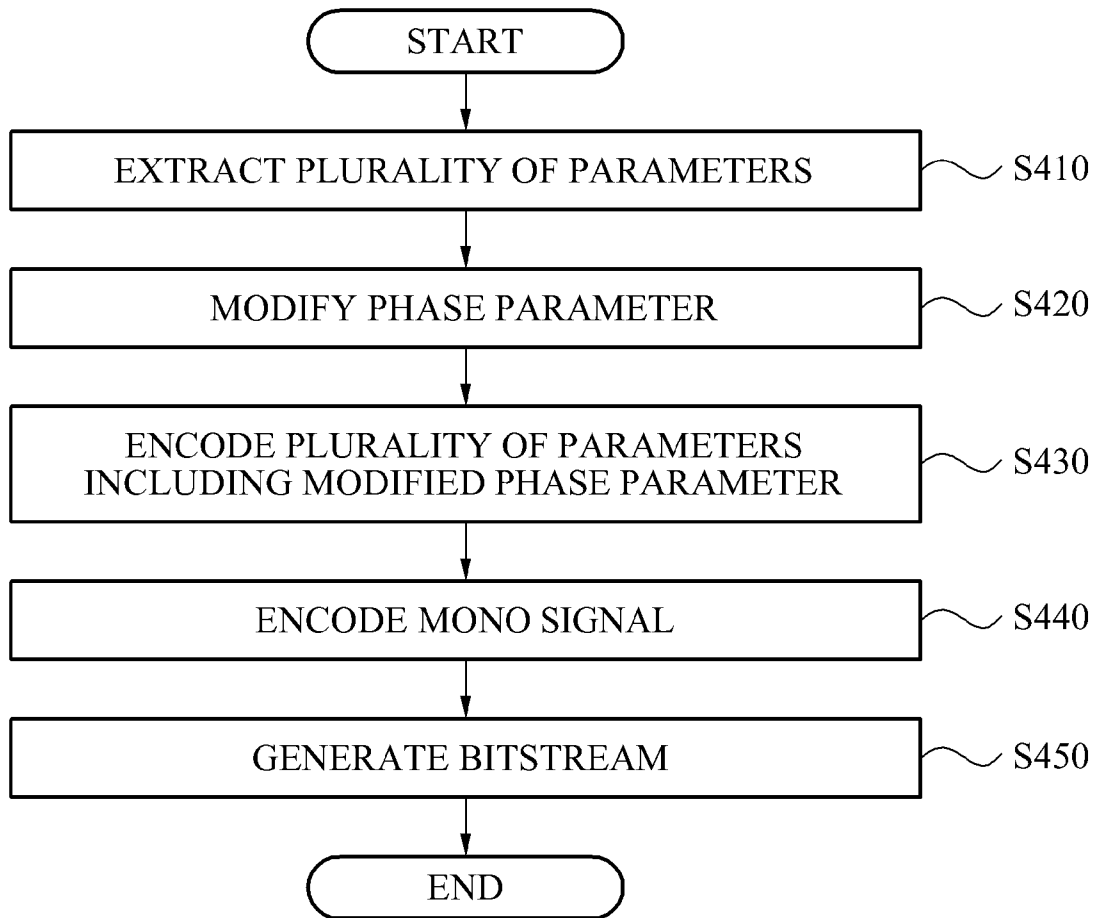 START
EXTRACT PLURALITY OF PARAMETERS
S410
MODIFY PHASE PARAMETER
S420
ENCODE PLURALITY OF PARAMETERS
INCLUDING MODIFIED PHASE PARAMETER
S430
ENCODE MONO SIGNAL
S440
GENERATE BITSTREAM
S450
END